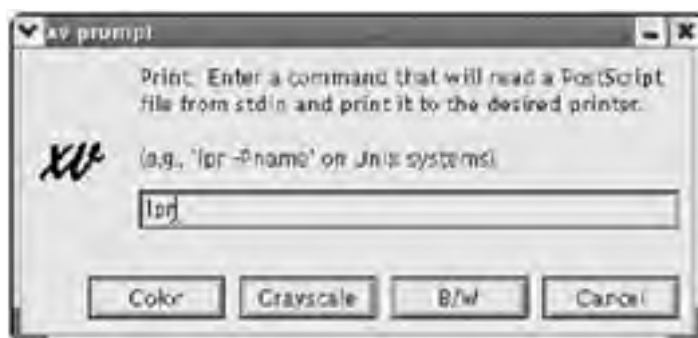 xv prompt
Print: Enter a command that will read a PostScript
file from stdin and print it to the desired printer.
xv
(e.g., 'lpr -Pname' on Unix systems)
lpr
Color
Grayscale
B/W
Cancel